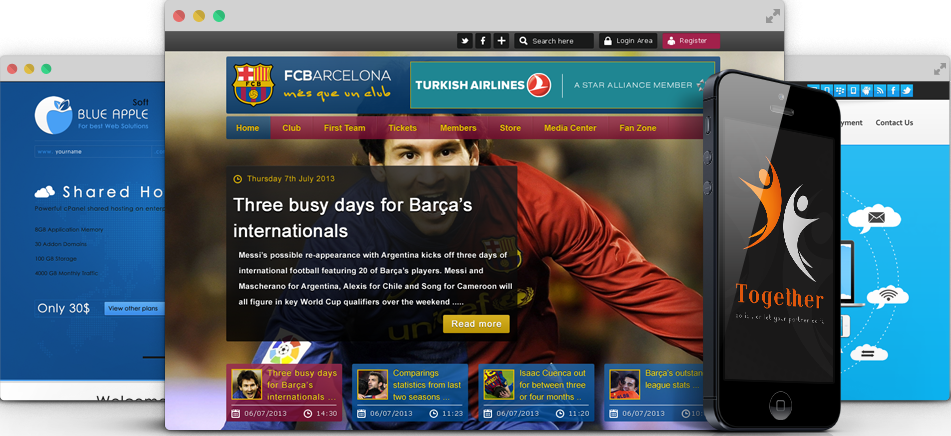 Search here
Login Area
Register
FCBARCELONA
més que un club
TURKISH AIRLINES
A STAR ALLIANCE MEMBER
FCB
Home
Club
First Team
Tickets
Members
Store
Media Center
Fan Zone
Thursday 7th July 2013
Three busy days for Barça's
internationals
Messi's possible re-appearance with Argentina kicks off three days of
international football featuring 20 of Barça's players. Messi and
Mascherano for Argentina, Alexis for Chile and Song for Cameroon will
all figure in key World Cup qualifiers over the weekend .....
Read more
unicef
Three busy days
for Barça's
internationals ...
06/07/2013
14:30
Comparings
statistics from last
two seasons ...
06/07/2013
11:23
Isaac Cuenca out
for between three
or four months ..
06/07/2013
11:20
Barça's outstan
league stats ...
06/07/2013
Soft
BLUE APPLE
For best Web Solutions
www
yourname
Shared Ho
Powerful cPanel shared hosting on enterp
8GB Application Memory
30 Addon Domains
100 GB Storage
4000 GB Monthly Traffic
Only 30$
View other plans
Welcome
Together
yment
Contact Us